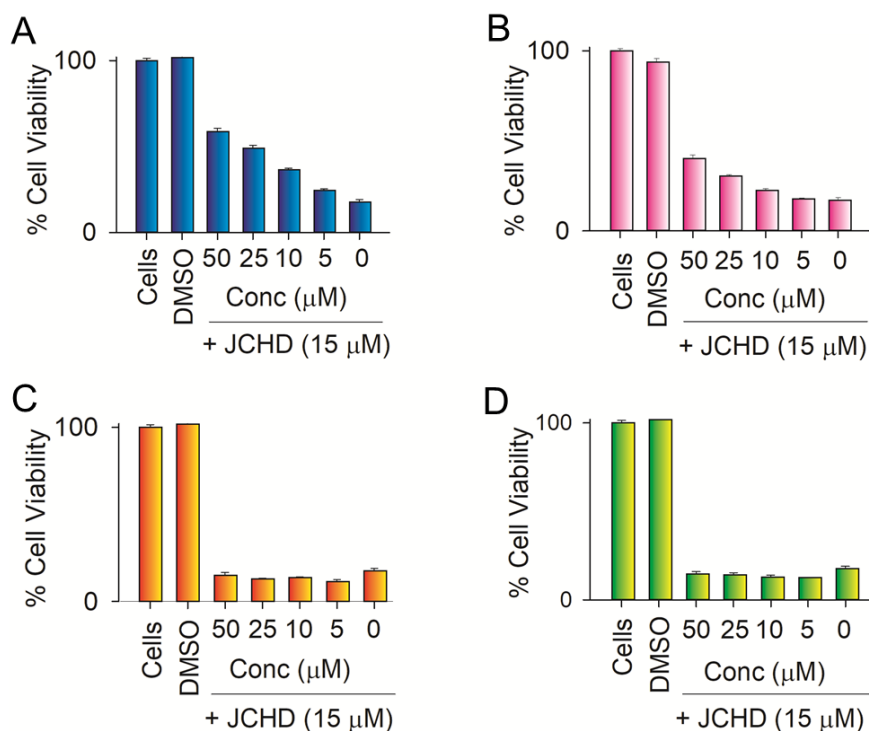 A
% Cell Viability
100
0
Cells
DMSO
50 25 10 5 0
Conc (μM)
+ JCHD (15 μM)
B
% Cell Viability
100
0
Cells
DMSO
50 25 10 5 0
Conc (μM)
+ JCHD (15 μM)
C
% Cell Viability
100
0
Cells
DMSO
50 25 10 5 0
Conc (μM)
+ JCHD (15 μM)
D
% Cell Viability
100
0
Cells
DMSO
50 25 10 5 0
Conc (μM)
+ JCHD (15 μM)